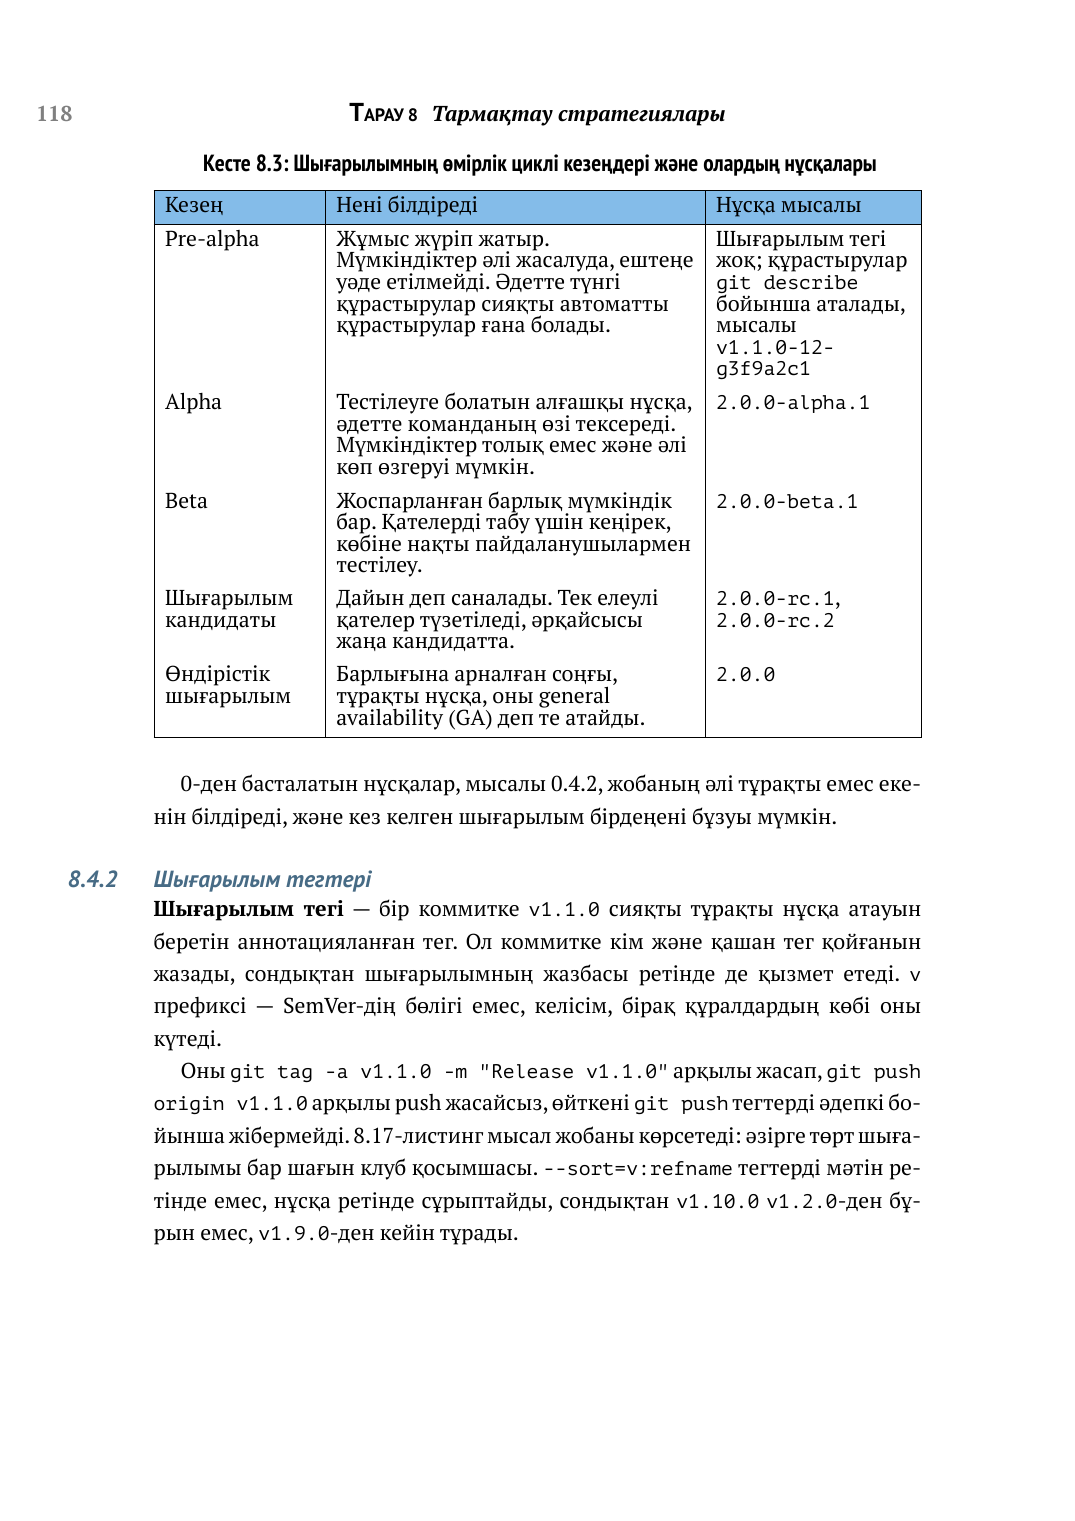 118
Тарау 8 Тармақтау стратегиялары
Кесте 8.3: Шығарылымның өмірлік циклі кезеңдері және олардың нұсқалары
Кезең Нені білдіреді Нұсқа мысалы
Pre-alpha Жұмыс жүріп жатыр. Шығарылым тегі
Мүмкіндіктер әлі жасалуда, ештеңе жоқ; құрастырулар
уәде етілмейді. Әдетте түнгі git describe
құрастырулар сияқты автоматты бойынша аталады,
құрастырулар ғана болады. мысалы
v1.1.0-12-
g3f9a2c1
Alpha Тестілеуге болатын алғашқы нұсқа, 2.0.0-alpha.1
әдетте команданың өзі тексереді.
Мүмкіндіктер толық емес және әлі
көп өзгеруі мүмкін.
Beta Жоспарланған барлық мүмкіндік 2.0.0-beta.1
бар. Қателерді табу үшін кеңірек,
көбіне нақты пайдаланушылармен
тестілеу.
Шығарылым Дайын деп саналады. Тек елеулі 2.0.0-rc.1,
кандидаты қателер түзетіледі, әрқайсысы 2.0.0-rc.2
жаңа кандидатта.
Өндірістік Барлығына арналған соңғы, 2.0.0
шығарылым тұрақты нұсқа, оны general
availability (GA) деп те атайды.
0-ден басталатын нұсқалар, мысалы 0.4.2, жобаның әлі тұрақты емес еке-
нін білдіреді, және кез келген шығарылым бірдеңені бұзуы мүмкін.
8.4.2 Шығарылым тегтері
Шығарылым тегі — бір коммитке v1.1.0 сияқты тұрақты нұсқа атауын
беретін аннотацияланған тег. Ол коммитке кім және қашан тег қойғанын
жазады, сондықтан шығарылымның жазбасы ретінде де қызмет етеді. v
префиксі — SemVer-дің бөлігі емес, келісім, бірақ құралдардың көбі оны
күтеді.
Оны git tag -a v1.1.0 -m "Release v1.1.0" арқылы жасап, git push
origin v1.1.0 арқылы push жасайсыз, өйткені git push тегтерді әдепкі бо-
йынша жібермейді. 8.17-листинг мысал жобаны көрсетеді: әзірге төрт шыға-
рылымы бар шағын клуб қосымшасы. --sort=v:refname тегтерді мәтін ре-
тінде емес, нұсқа ретінде сұрыптайды, сондықтан v1.10.0 v1.2.0-ден бұ-
рын емес, v1.9.0-ден кейін тұрады.